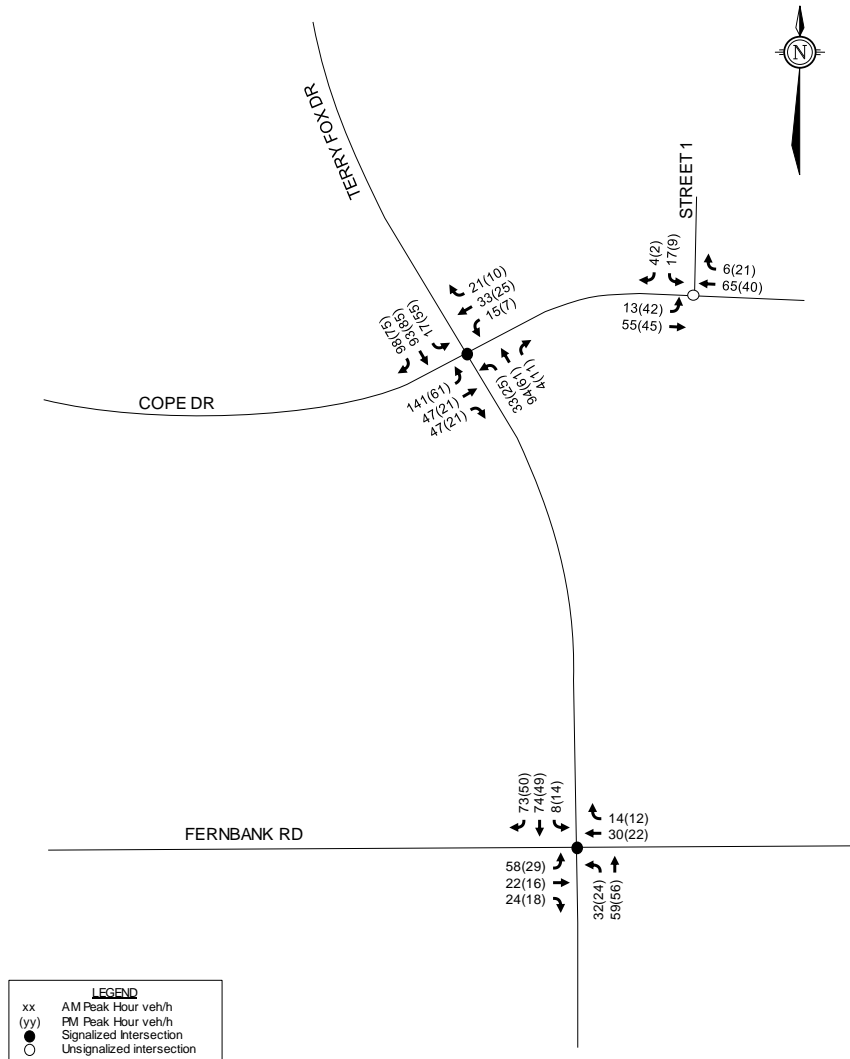 N
TERRY FOX DR
STREET 1
4(2)
17(9)
6(21)
65(40)
13(42)
55(45)
21(10)
33(25)
15(7)
98(75)
93(85)
17(55)
COPE DR
141(61)
47(21)
47(21)
33(25)
94(61)
4(11)
73(50)
74(49)
8(14)
14(12)
30(22)
FERNBANK RD
58(29)
22(16)
24(18)
32(24)
59(56)
LEGEND
xx AM Peak Hour veh/h
(yy) PM Peak Hour veh/h
Signalized Intersection
Unsignalized intersection